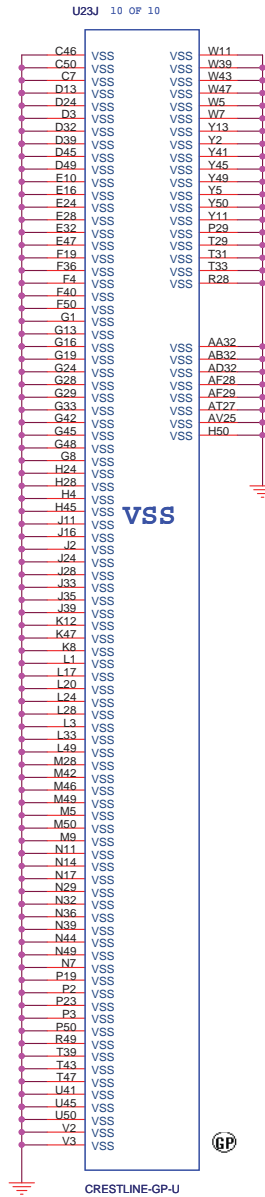 U23J 10 OF 10
C46 VSS VSS W11
C50 VSS VSS W39
C7 VSS VSS W43
D13 VSS VSS W47
D24 VSS VSS W5
D3 VSS VSS W7
D32 VSS VSS Y13
D39 VSS VSS Y2
D45 VSS VSS Y41
D49 VSS VSS Y45
E10 VSS VSS Y49
E16 VSS VSS Y5
E24 VSS VSS Y50
E28 VSS VSS Y11
E32 VSS VSS P29
E47 VSS VSS T29
F19 VSS VSS T31
F36 VSS VSS T33
F4 VSS VSS R28
F40 VSS
F50 VSS
G1 VSS
G13 VSS
G16 VSS VSS AA32
G19 VSS VSS AB32
G24 VSS VSS AD32
G28 VSS VSS AF28
G29 VSS VSS AF29
G33 VSS VSS AT27
G42 VSS VSS AV25
G45 VSS VSS H50
G48 VSS
G8 VSS
H24 VSS
H28 VSS
H4 VSS
H45 VSS
VSS
J11 VSS
J16 VSS
J2 VSS
J24 VSS
J28 VSS
J33 VSS
J35 VSS
J39 VSS
K12 VSS
K47 VSS
K8 VSS
L1 VSS
L17 VSS
L20 VSS
L24 VSS
L28 VSS
L3 VSS
L33 VSS
L49 VSS
M28 VSS
M42 VSS
M46 VSS
M49 VSS
M5 VSS
M50 VSS
M9 VSS
N11 VSS
N14 VSS
N17 VSS
N29 VSS
N32 VSS
N36 VSS
N39 VSS
N44 VSS
N49 VSS
N7 VSS
P19 VSS
P2 VSS
P23 VSS
P3 VSS
P50 VSS
R49 VSS
T39 VSS
T43 VSS
T47 VSS
U41 VSS
U45 VSS
U50 VSS
V2 VSS
V3 VSS
GP
CRESTLINE-GP-U